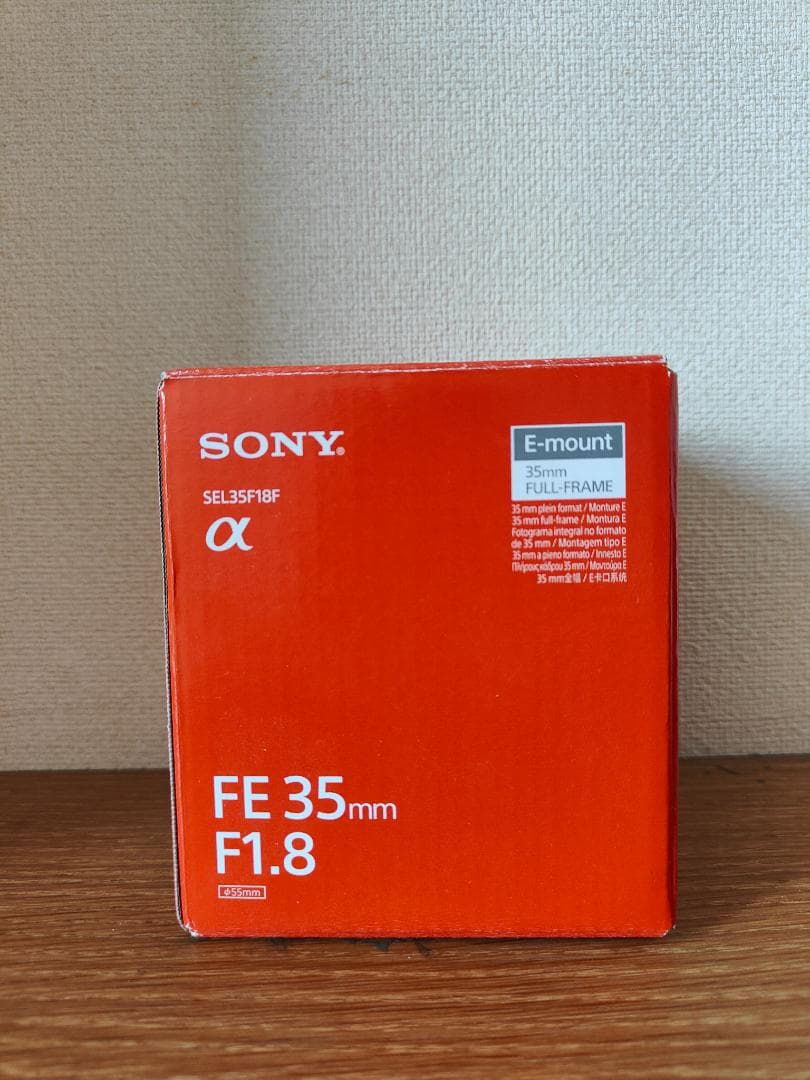 SONY®
SEL35F18F
α
E-mount
35mm
FULL-FRAME
35 mm plein format / Monture E
35 mm full-frame / Montura E
Fotograma integral no formato
de 35 mm / Montagem tipo E
35 mm a pieno formato / Innesto E
Πλήρους κάδρου 35 mm / Μοντούρα E
35 mm金幅 / E卡口系统
FE 35mm
F1.8
ϕ55mm